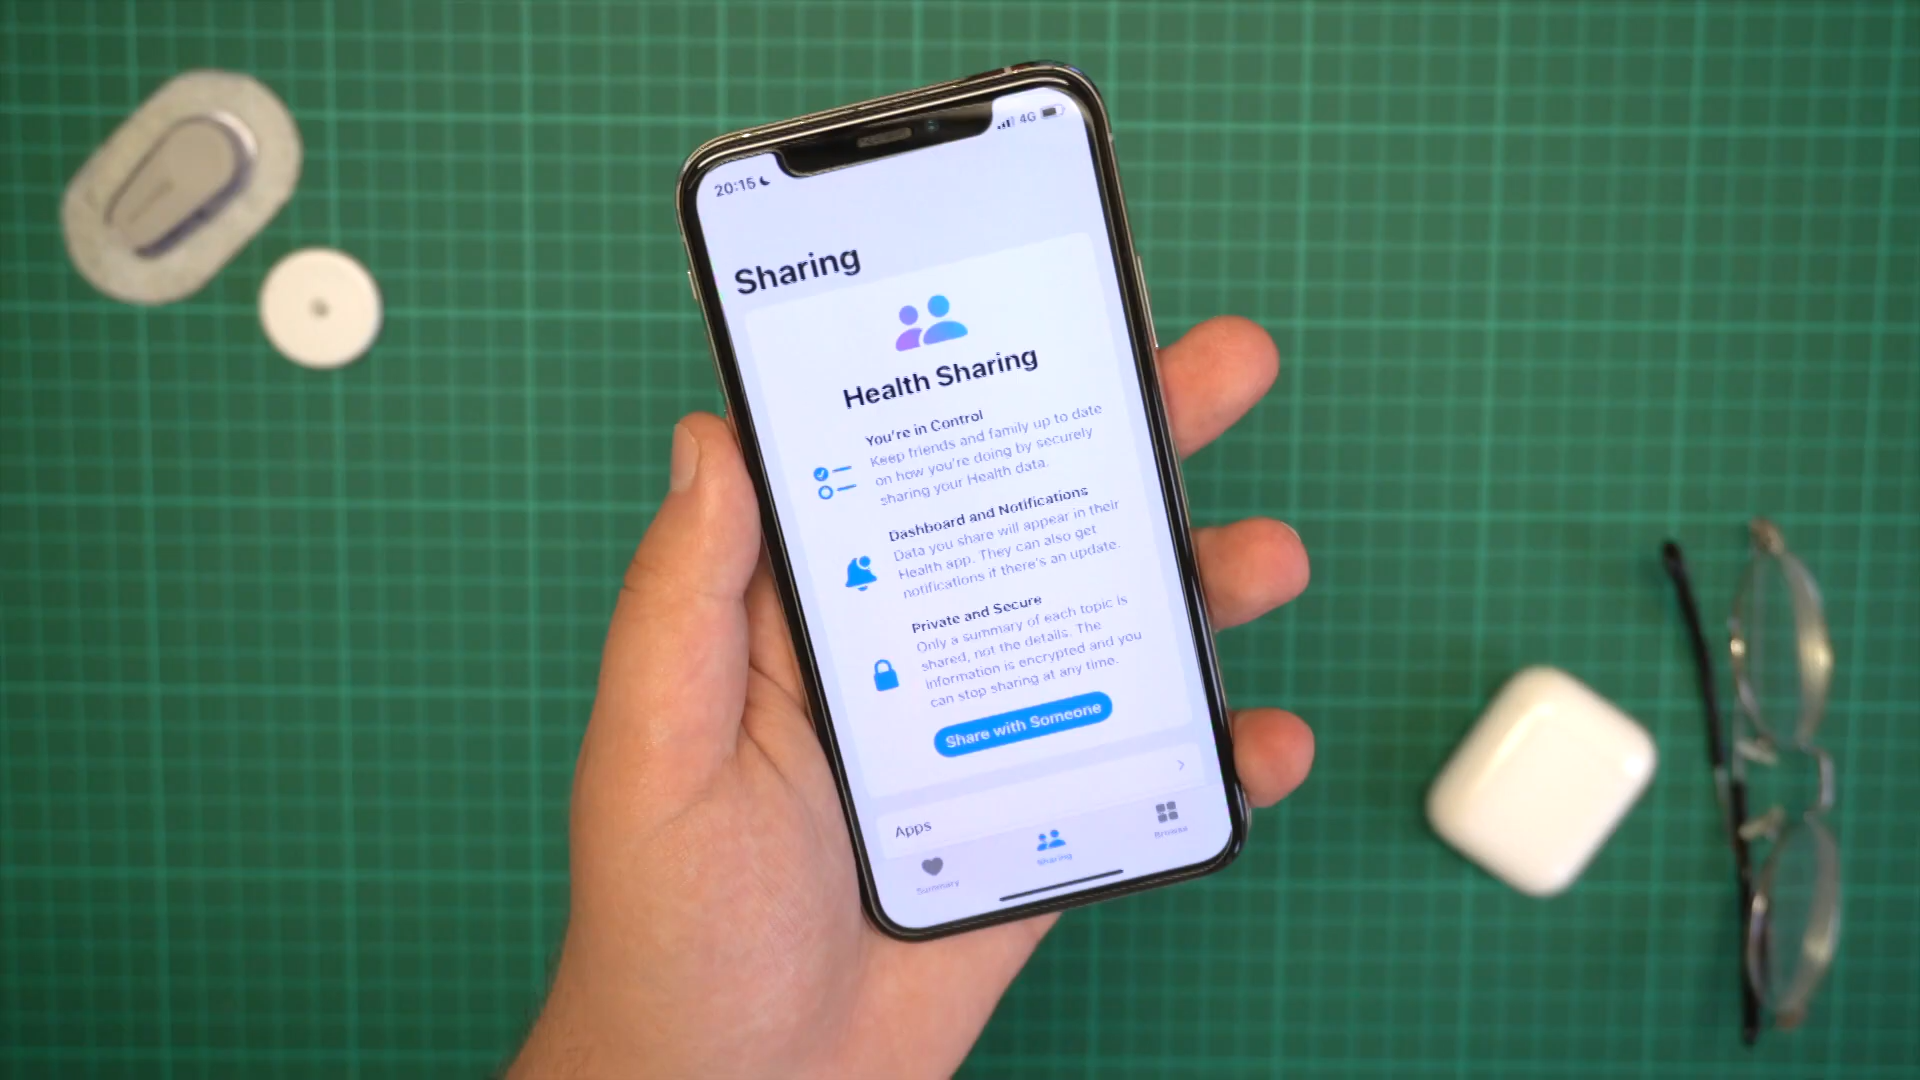 20:15
4G
Sharing
Health Sharing
You're in Control
Keep friends and family up to date
on how you're doing by securely
sharing your Health data.
Dashboard and Notifications
Data you share will appear in their
Health app. They can also get
notifications if there's an update.
Private and Secure
Only a summary of each topic is
shared, not the details. The
information is encrypted and you
can stop sharing at any time.
Share with Someone
Apps
Summary
Sharing
Browse